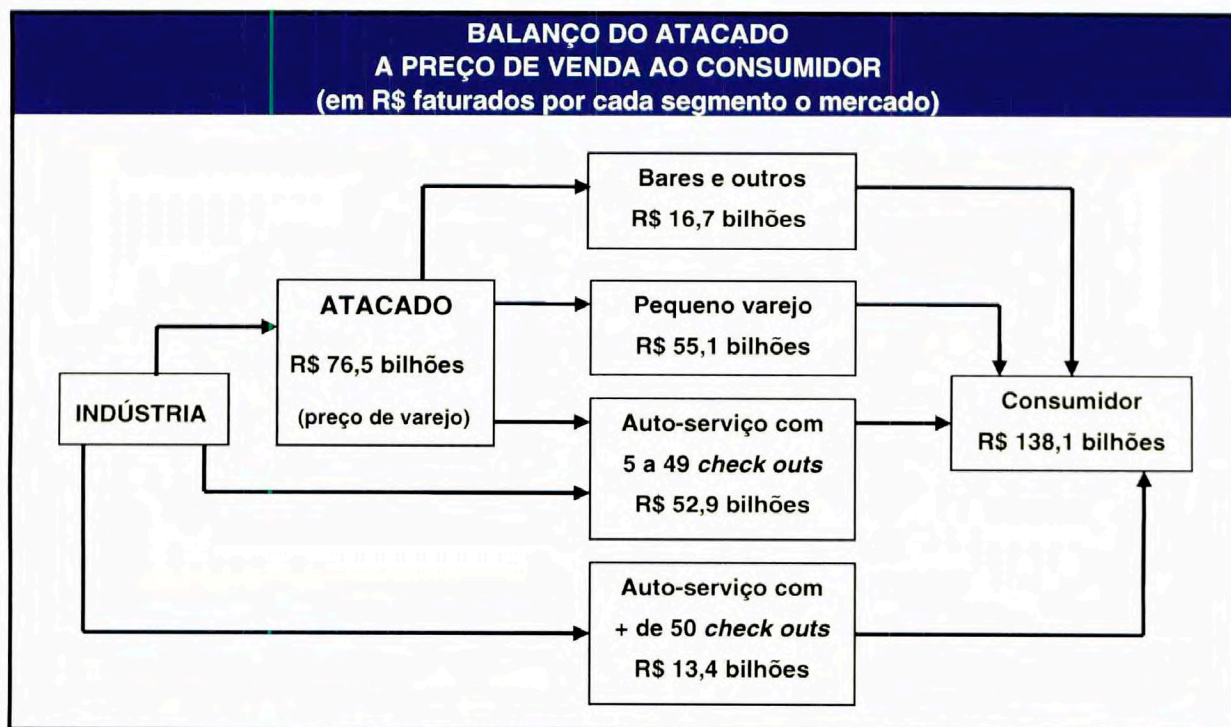 BALANÇO DO ATACADO
A PREÇO DE VENDA AO CONSUMIDOR
(em R$ faturados por cada segmento o mercado)
Bares e outros
R$ 16,7 bilhões
ATACADO
R$ 76,5 bilhões
(preço de varejo)
Pequeno varejo
R$ 55,1 bilhões
INDÚSTRIA
Auto-serviço com
5 a 49 check outs
R$ 52,9 bilhões
Consumidor
R$ 138,1 bilhões
Auto-serviço com
+ de 50 check outs
R$ 13,4 bilhões